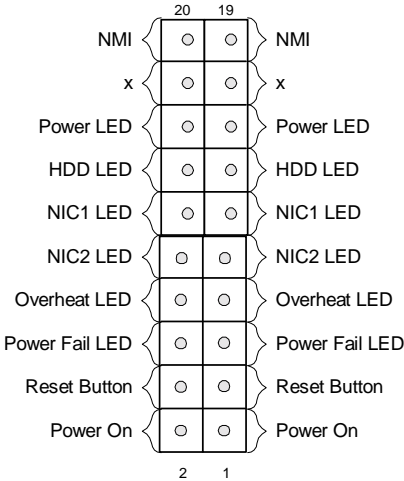 20 19
NMI NMI
x x
Power LED Power LED
HDD LED HDD LED
NIC1 LED NIC1 LED
NIC2 LED NIC2 LED
Overheat LED Overheat LED
Power Fail LED Power Fail LED
Reset Button Reset Button
Power On Power On
2 1